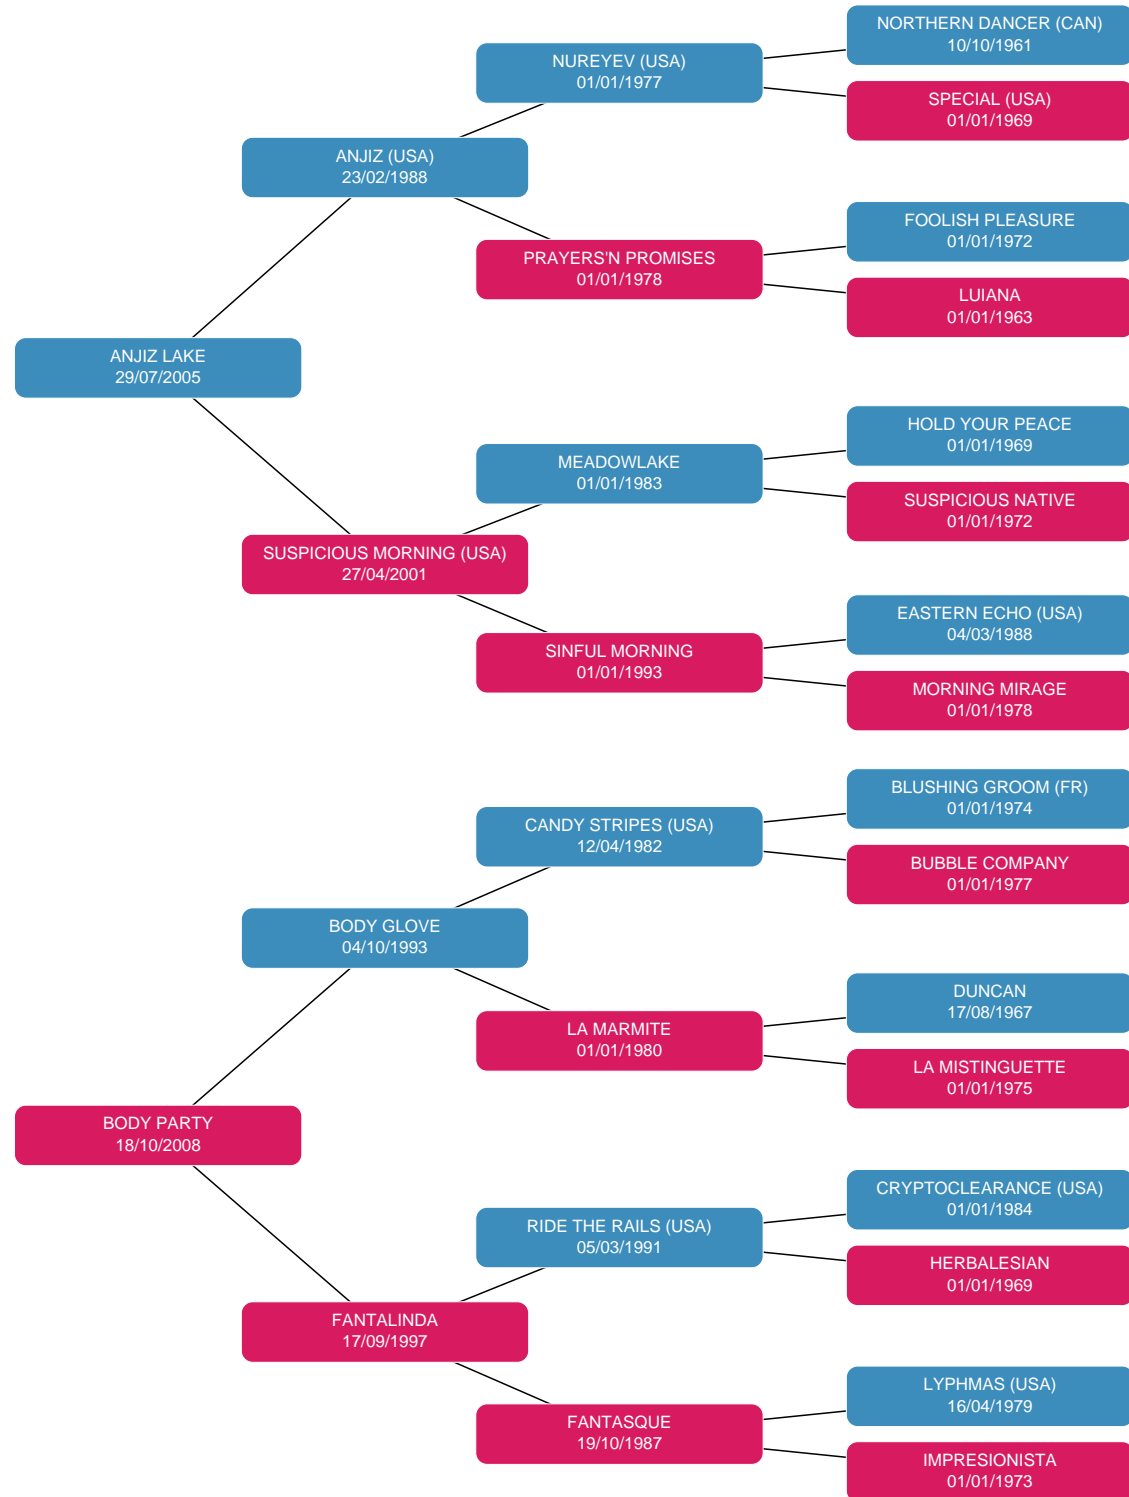 NORTHERN DANCER (CAN)
10/10/1961
NUREYEV (USA)
01/01/1977
SPECIAL (USA)
01/01/1969
ANJIZ (USA)
23/02/1988
FOOLISH PLEASURE
01/01/1972
PRAYERS'N PROMISES
01/01/1978
LUIANA
01/01/1963
ANJIZ LAKE
29/07/2005
HOLD YOUR PEACE
01/01/1969
MEADOWLAKE
01/01/1983
SUSPICIOUS NATIVE
01/01/1972
SUSPICIOUS MORNING (USA)
27/04/2001
EASTERN ECHO (USA)
04/03/1988
SINFUL MORNING
01/01/1993
MORNING MIRAGE
01/01/1978
BLUSHING GROOM (FR)
01/01/1974
CANDY STRIPES (USA)
12/04/1982
BUBBLE COMPANY
01/01/1977
BODY GLOVE
04/10/1993
DUNCAN
17/08/1967
LA MARMITE
01/01/1980
LA MISTINGUETTE
01/01/1975
BODY PARTY
18/10/2008
CRYPTOCLEARANCE (USA)
01/01/1984
RIDE THE RAILS (USA)
05/03/1991
HERBALESIAN
01/01/1969
FANTALINDA
17/09/1997
LYPHMAS (USA)
16/04/1979
FANTASQUE
19/10/1987
IMPRESIONISTA
01/01/1973